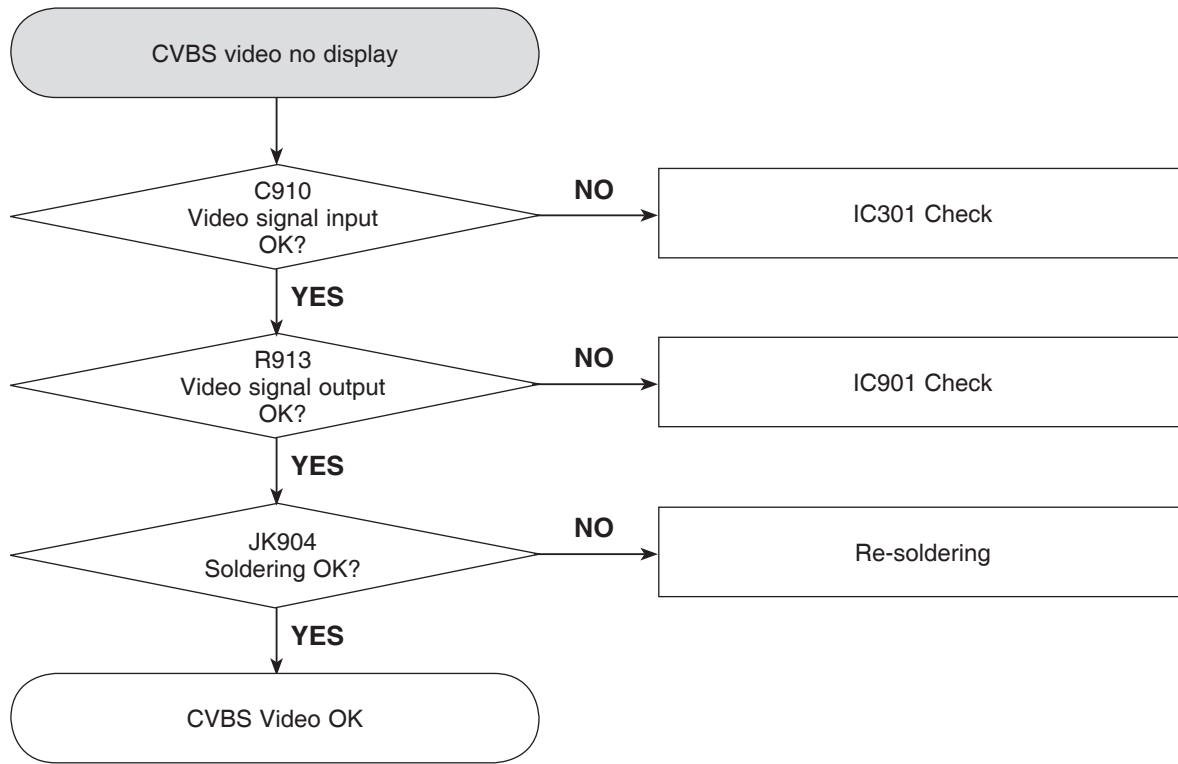 CVBS video no display
C910
Video signal input
OK?
NO
IC301 Check
YES
R913
Video signal output
OK?
NO
IC901 Check
YES
JK904
Soldering OK?
NO
Re-soldering
YES
CVBS Video OK